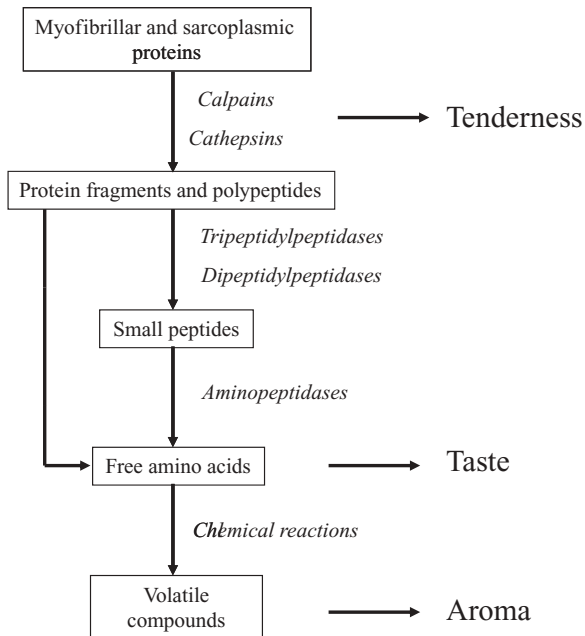 Myofibrillar and sarcoplasmic
proteins
Calpains
Cathepsins
Tenderness
Protein fragments and polypeptides
Tripeptidylpeptidases
Dipeptidylpeptidases
Small peptides
Aminopeptidases
Free amino acids
Taste
Chemical reactions
Volatile
compounds
Aroma